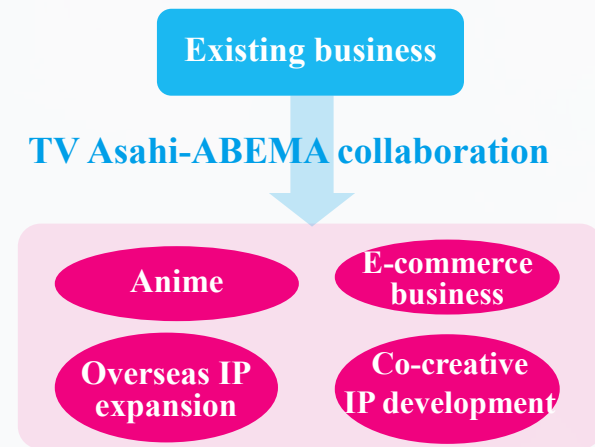 Existing business
TV Asahi-ABEMA collaboration
Anime
E-commerce
business
Overseas IP
expansion
Co-creative
IP development